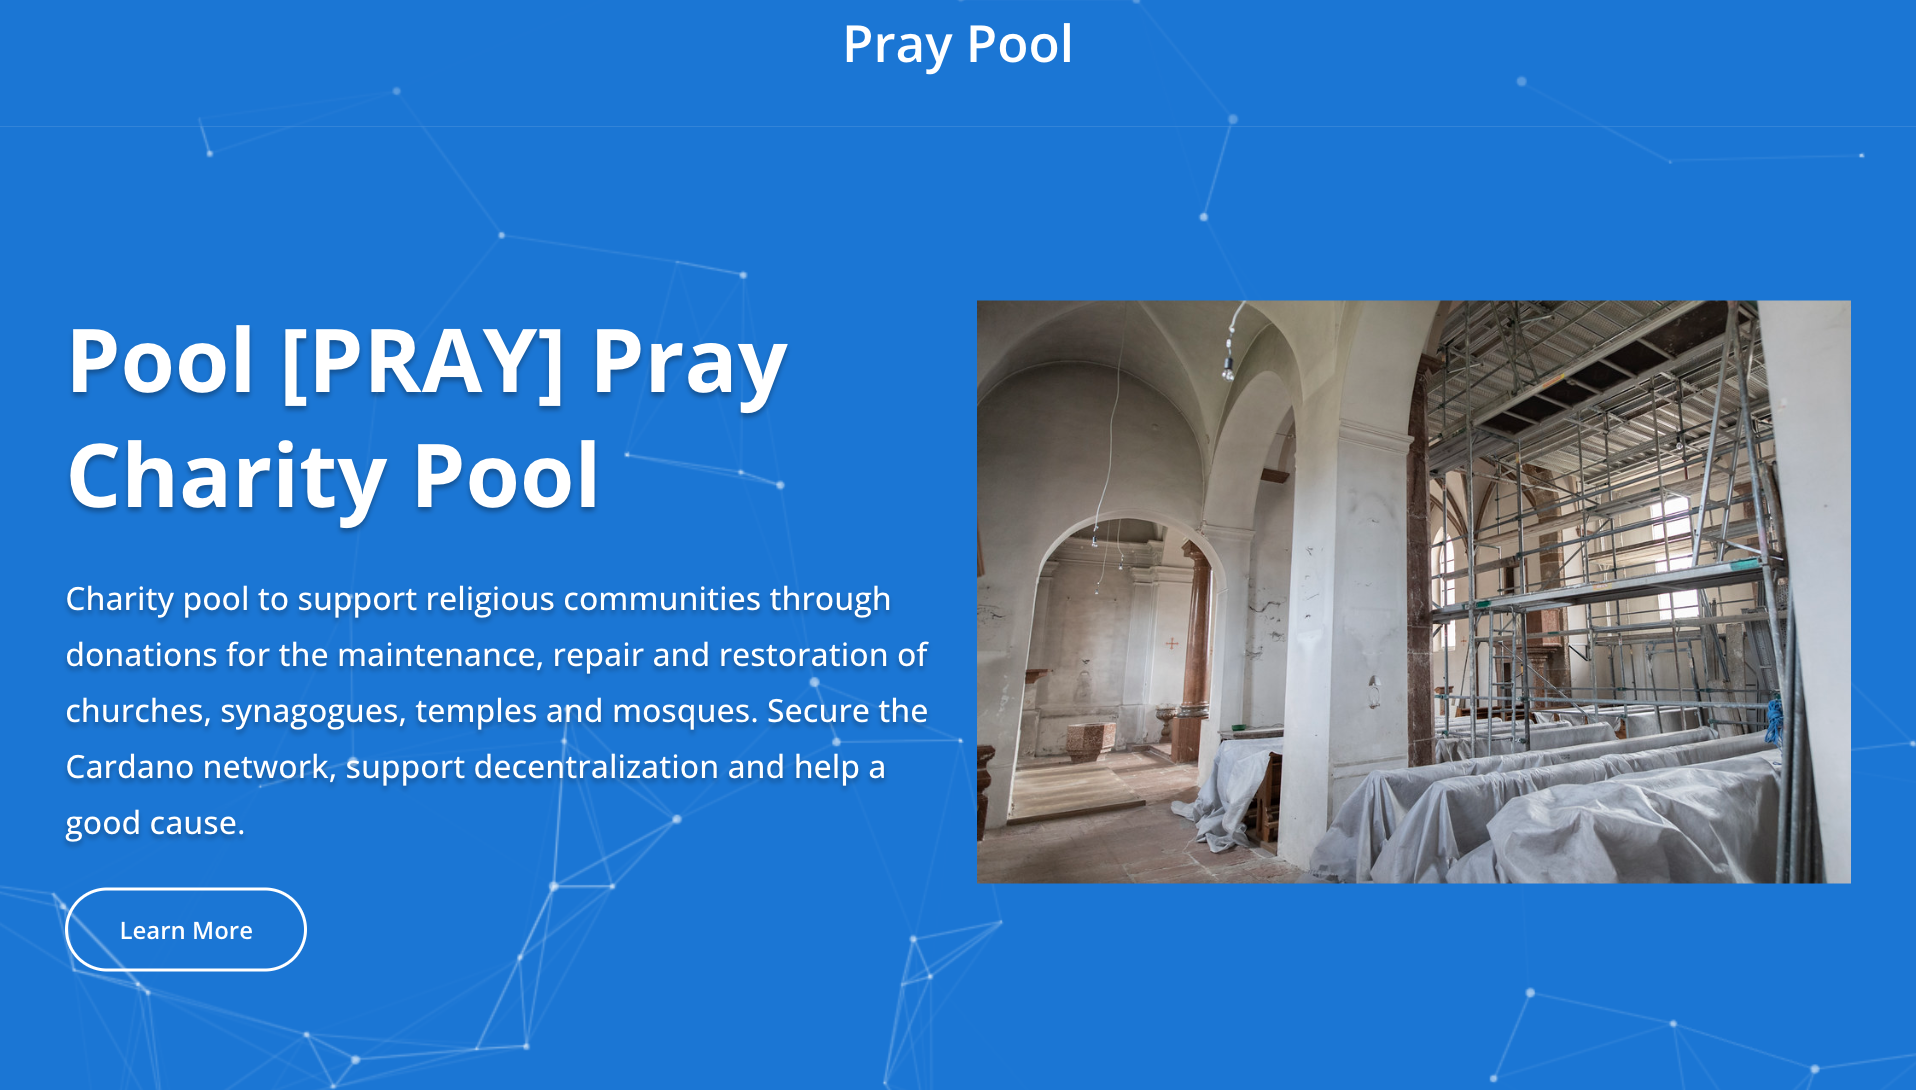 Pray Pool
Pool [PRAY] Pray
Charity Pool
Charity pool to support religious communities through
donations for the maintenance, repair and restoration of
churches, synagogues, temples and mosques. Secure the
Cardano network, support decentralization and help a
good cause.
Learn More